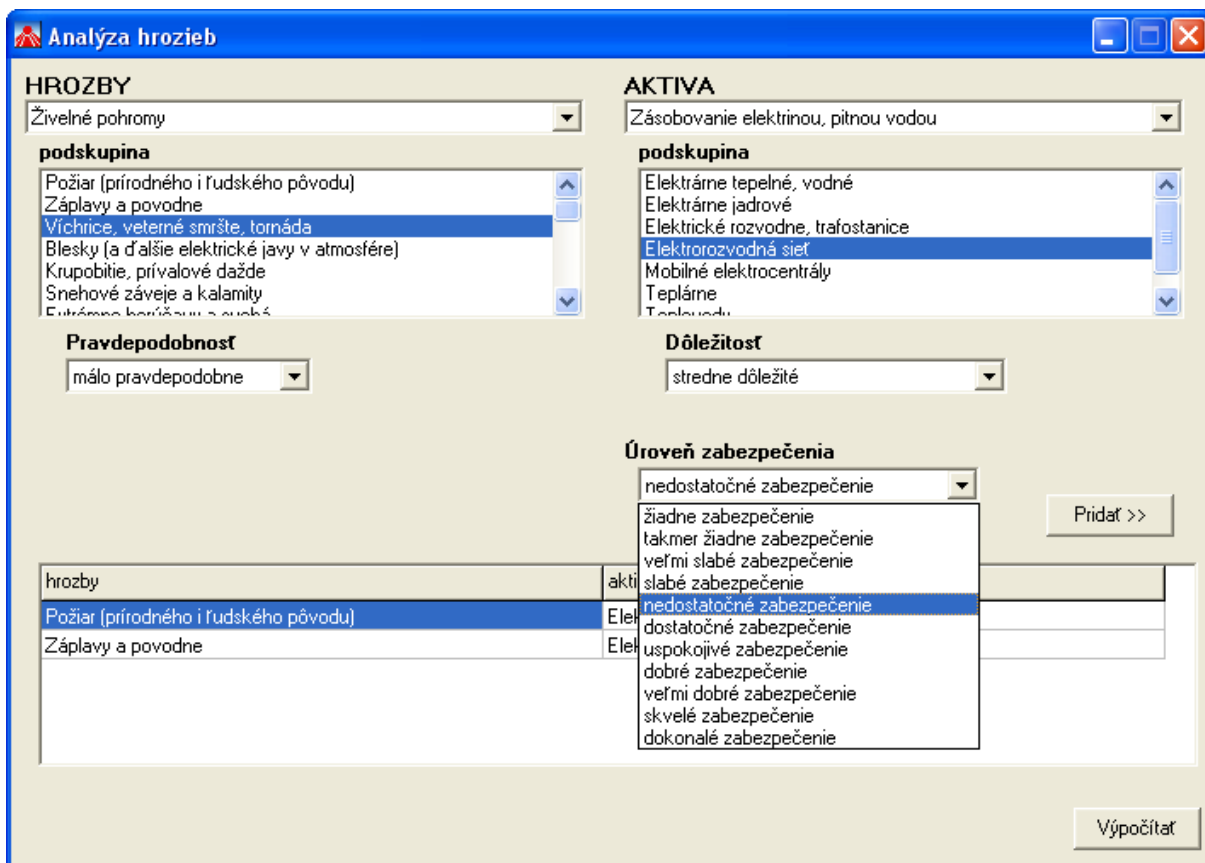 Analýza hrozieb
HROZBY
Živelné pohromy
podskupina
Požiar (prírodného i ľudského pôvodu)
Záplavy a povodne
Víchrice, veterné smršte, tornáda
Blesky (a ďalšie elektrické javy v atmosfére)
Krupobitie, prívalové dažde
Snehové záveje a kalamity
Pravdepodobnosť
málo pravdepodobne
AKTIVA
Zásobovanie elektrinou, pitnou vodou
podskupina
Elektrárne tepelné, vodné
Elektrárne jadrové
Elektrické rozvodne, trafostanice
Elektrorozvodná sieť
Mobilné elektrocentrály
Teplárne
Dôležitosť
stredne dôležité
Úroveň zabezpečenia
nedostatočné zabezpečenie
žiadne zabezpečenie
takmer žiadne zabezpečenie
veľmi slabé zabezpečenie
slabé zabezpečenie
nedostatočné zabezpečenie
dostatočné zabezpečenie
uspokojivé zabezpečenie
dobré zabezpečenie
veľmi dobré zabezpečenie
skvelé zabezpečenie
dokonalé zabezpečenie
Pridať >>
hrozby
Požiar (prírodného i ľudského pôvodu)
Záplavy a povodne
Výpočítať